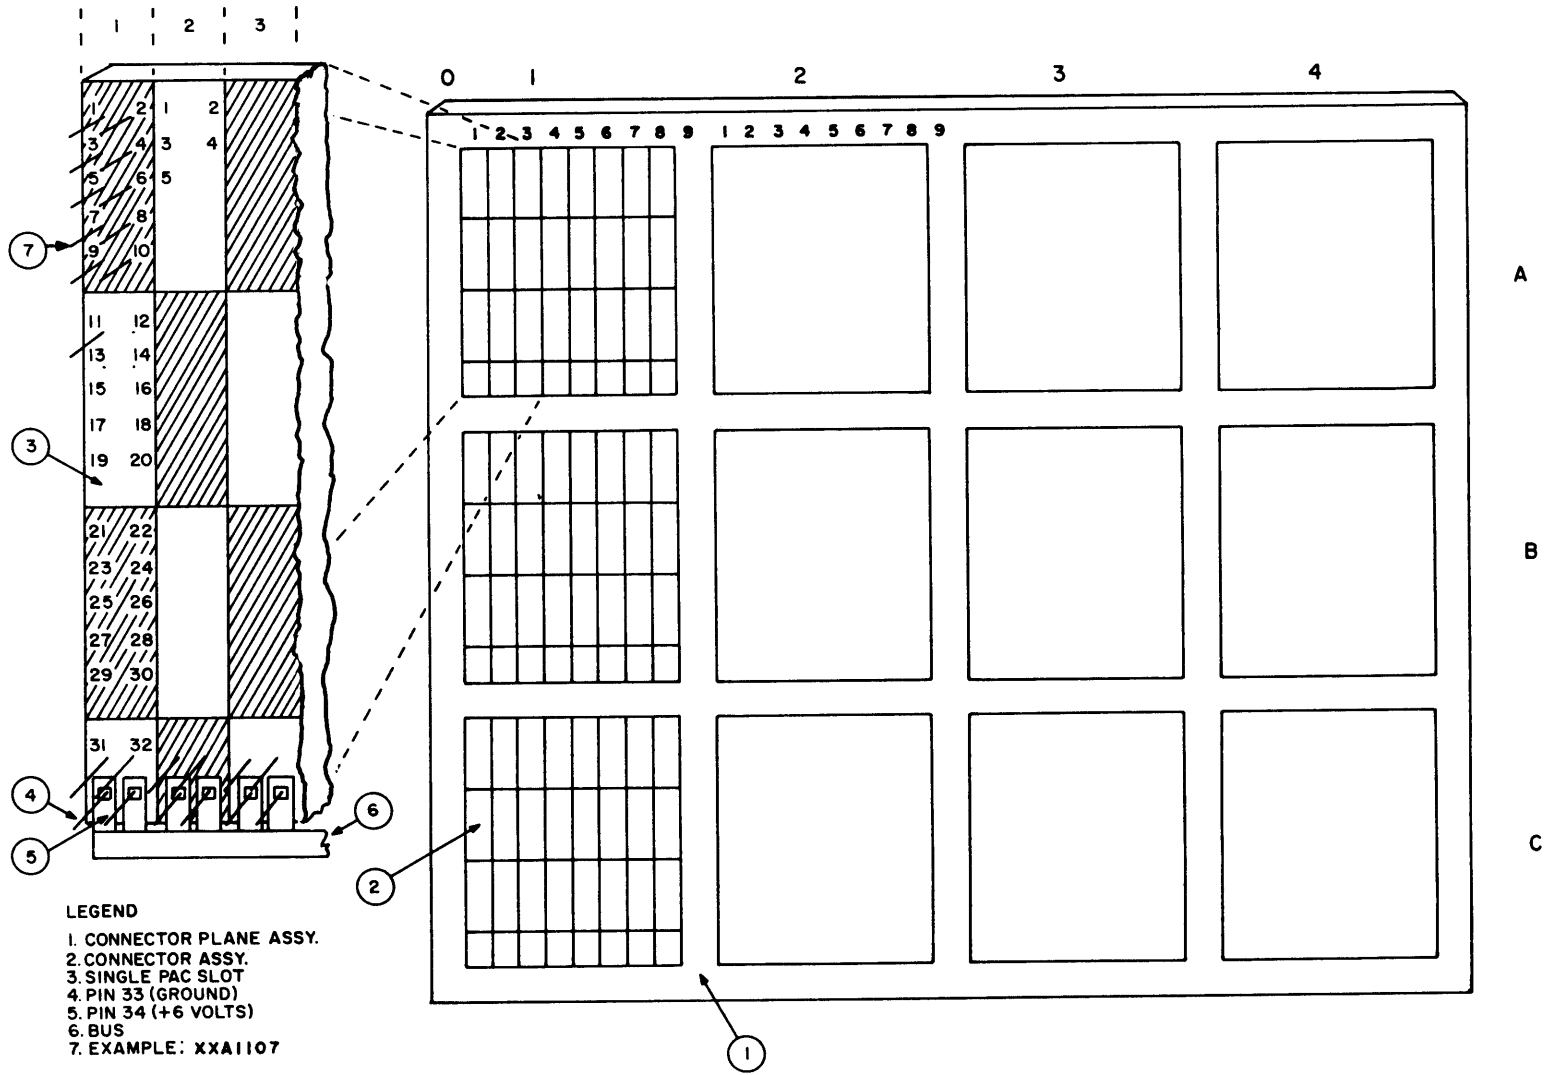 1 2 3
0 1 2 3 4
1 2 3 4 5 6 7 8 9 1 2 3 4 5 6 7 8 9
1 2 1 2
3 4 3 4
5 6 5
7 8
9 10
7
A
11 12
13 14
15 16
17 18
19 20
3
21 22
23 24
25 26
27 28
29 30
B
31 32
4
5
6
2
C
1
LEGEND
1. CONNECTOR PLANE ASSY.
2. CONNECTOR ASSY.
3. SINGLE PAC SLOT
4. PIN 33 (GROUND)
5. PIN 34 (+6 VOLTS)
6. BUS
7. EXAMPLE: XXA1107